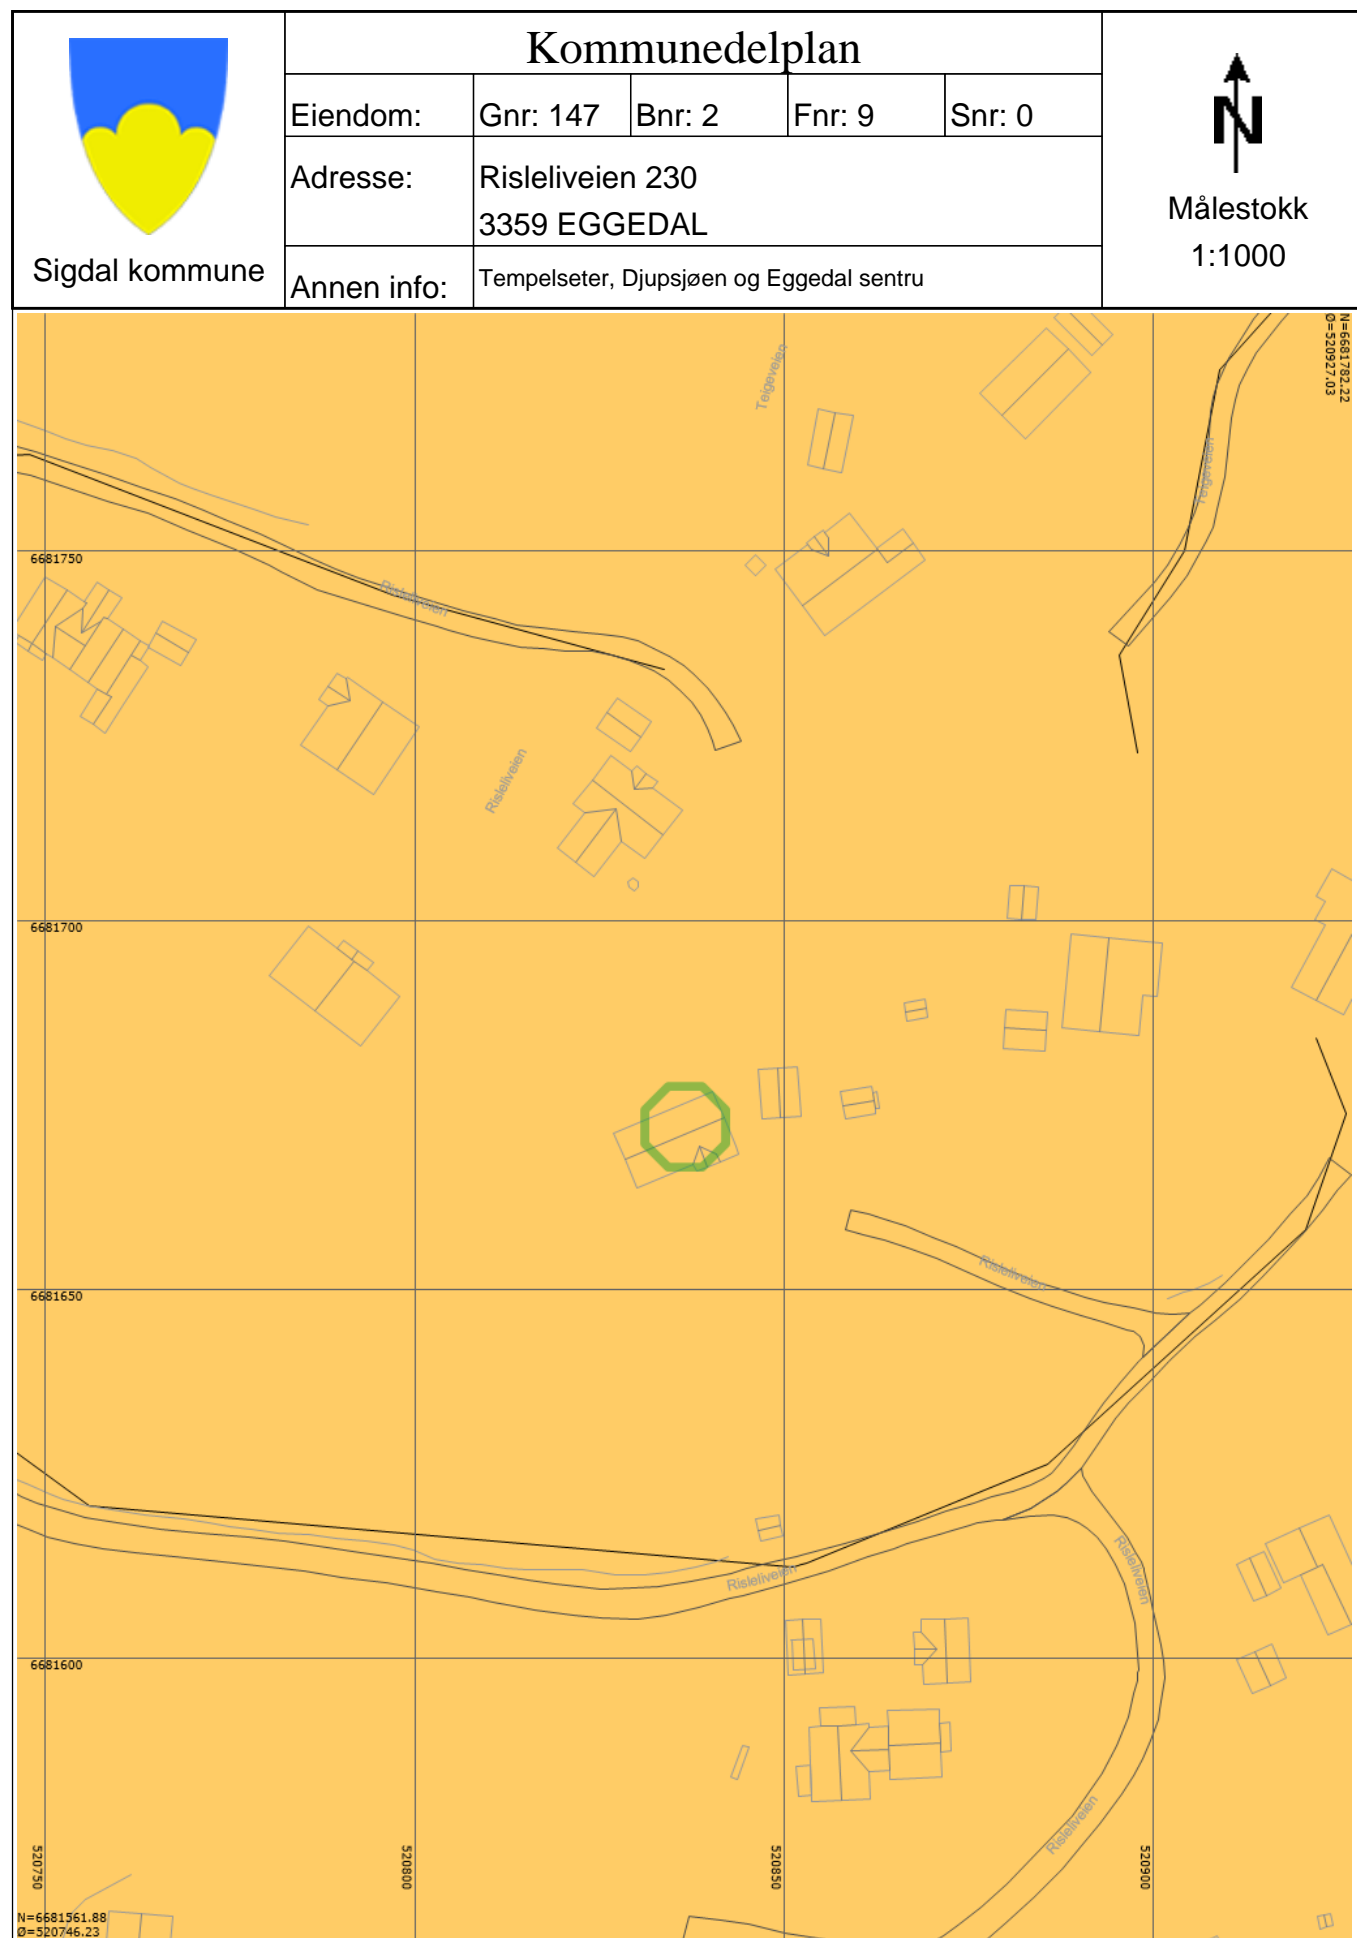 Kommunedelplan
Eiendom: Gnr: 147 Bnr: 2 Fnr: 9 Snr: 0
Adresse: Risleliveien 230
3359 EGGEDAL
Annen info: Tempelseter, Djupsjøen og Eggedal sentru
Sigdal kommune
N
Målestokk
1:1000
N=6681782.22
Ø=520927.03
Teigeveien
Teigeveien
6681750
Risleliveien
Risleliveien
6681700
Risleliveien
6681650
Risleliveien
Risleliveien
6681600
Risleliveien
520750
520800
520850
520900
N=6681561.88
Ø=520746.23